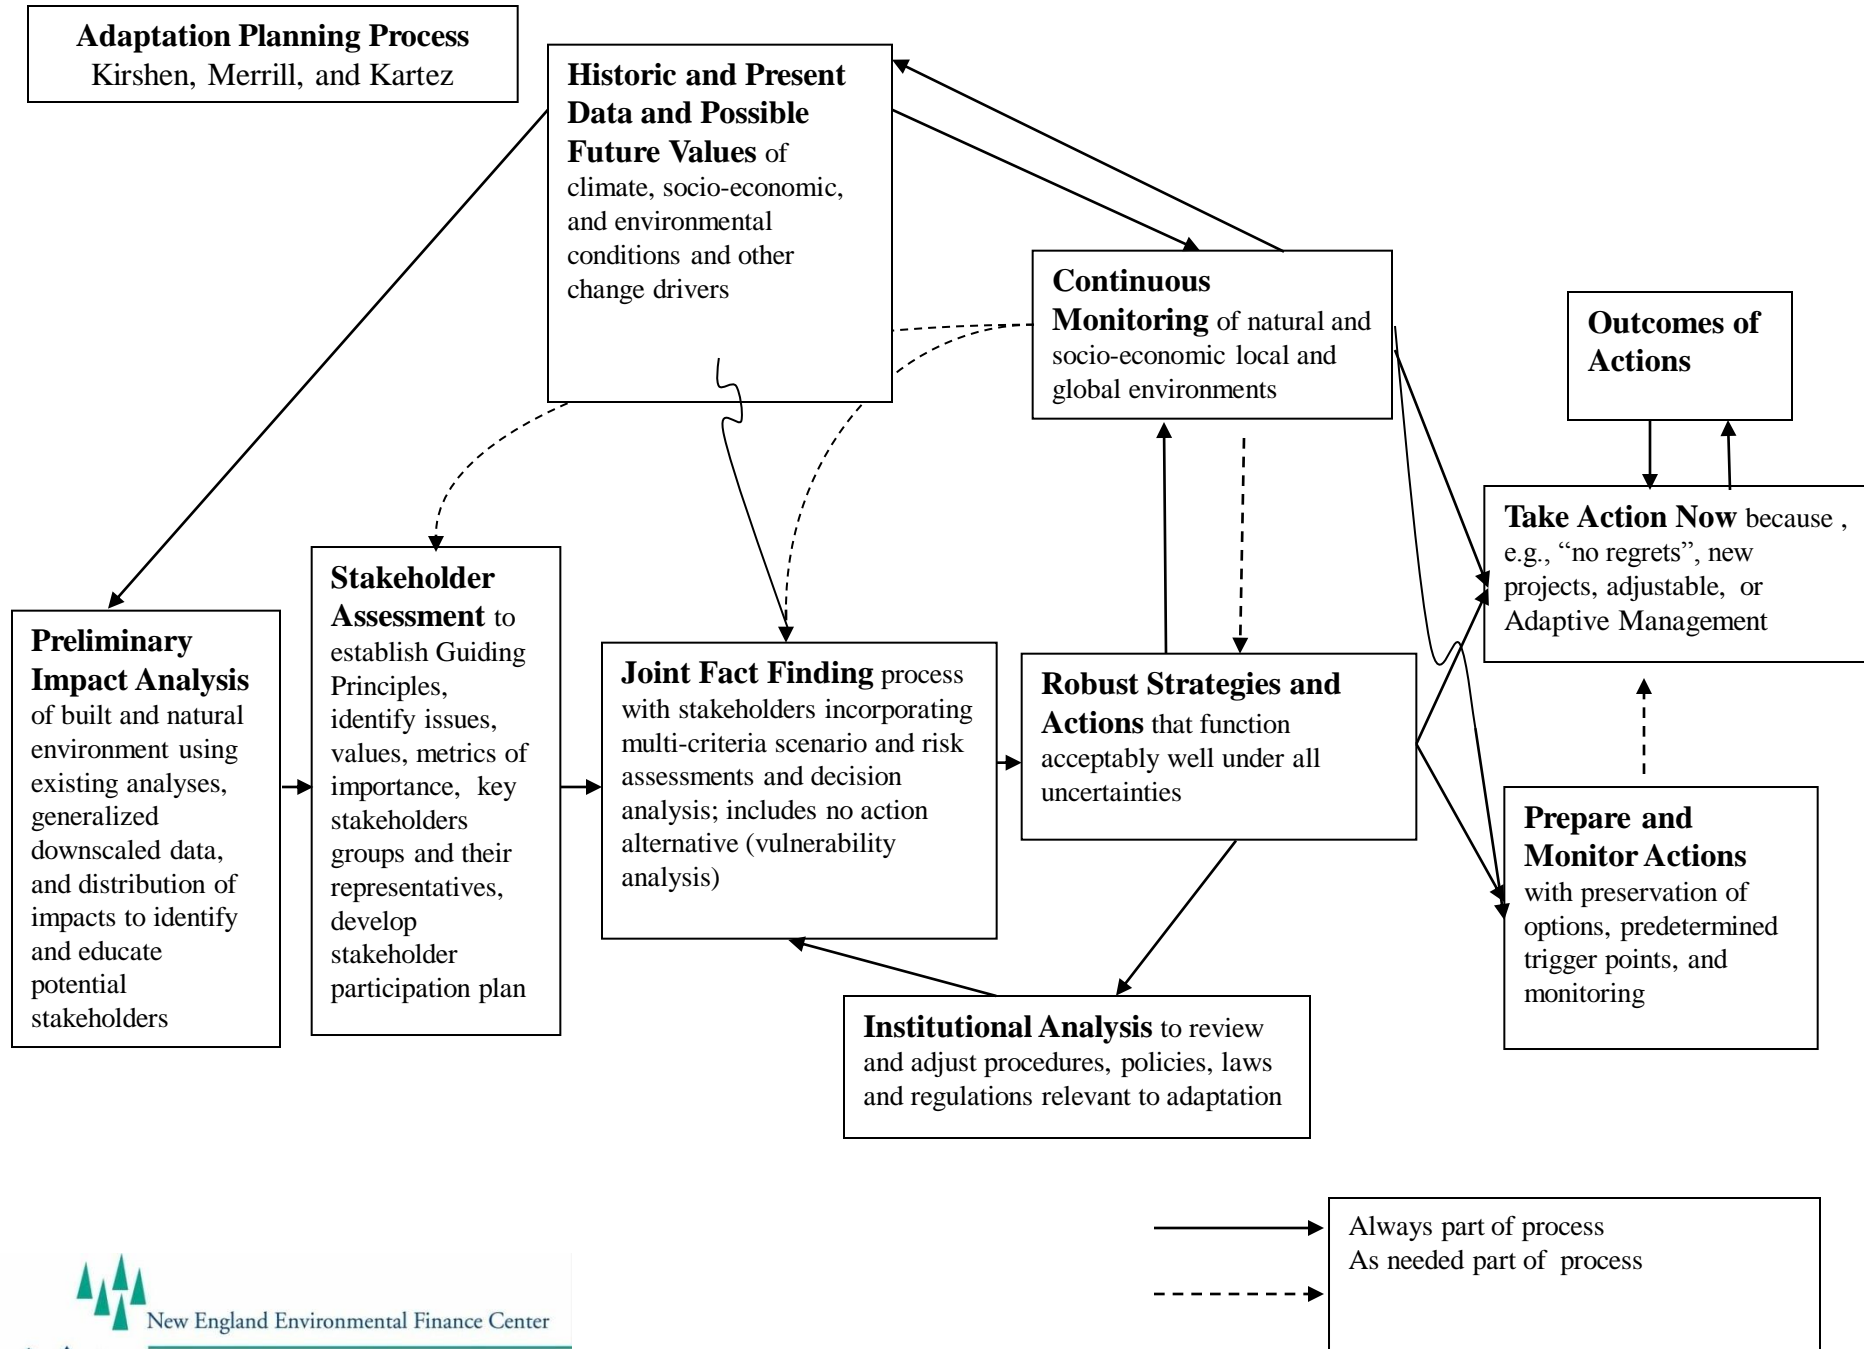 Adaptation Planning Process
Kirshen, Merrill, and Kartez
Historic and Present
Data and Possible
Future Values of
climate, socio-economic,
and environmental
conditions and other
change drivers
Continuous
Monitoring of natural and
socio-economic local and
global environments
Outcomes of
Actions
Take Action Now because ,
e.g., “no regrets”, new
projects, adjustable, or
Adaptive Management
Preliminary
Impact Analysis
of built and natural
environment using
existing analyses,
generalized
downscaled data,
and distribution of
impacts to identify
and educate
potential
stakeholders
Stakeholder
Assessment to
establish Guiding
Principles,
identify issues,
values, metrics of
importance, key
stakeholders
groups and their
representatives,
develop
stakeholder
participation plan
Joint Fact Finding process
with stakeholders incorporating
multi-criteria scenario and risk
assessments and decision
analysis; includes no action
alternative (vulnerability
analysis)
Robust Strategies and
Actions that function
acceptably well under all
uncertainties
Prepare and
Monitor Actions
with preservation of
options, predetermined
trigger points, and
monitoring
Institutional Analysis to review
and adjust procedures, policies, laws
and regulations relevant to adaptation
Always part of process
As needed part of process
New England Environmental Finance Center